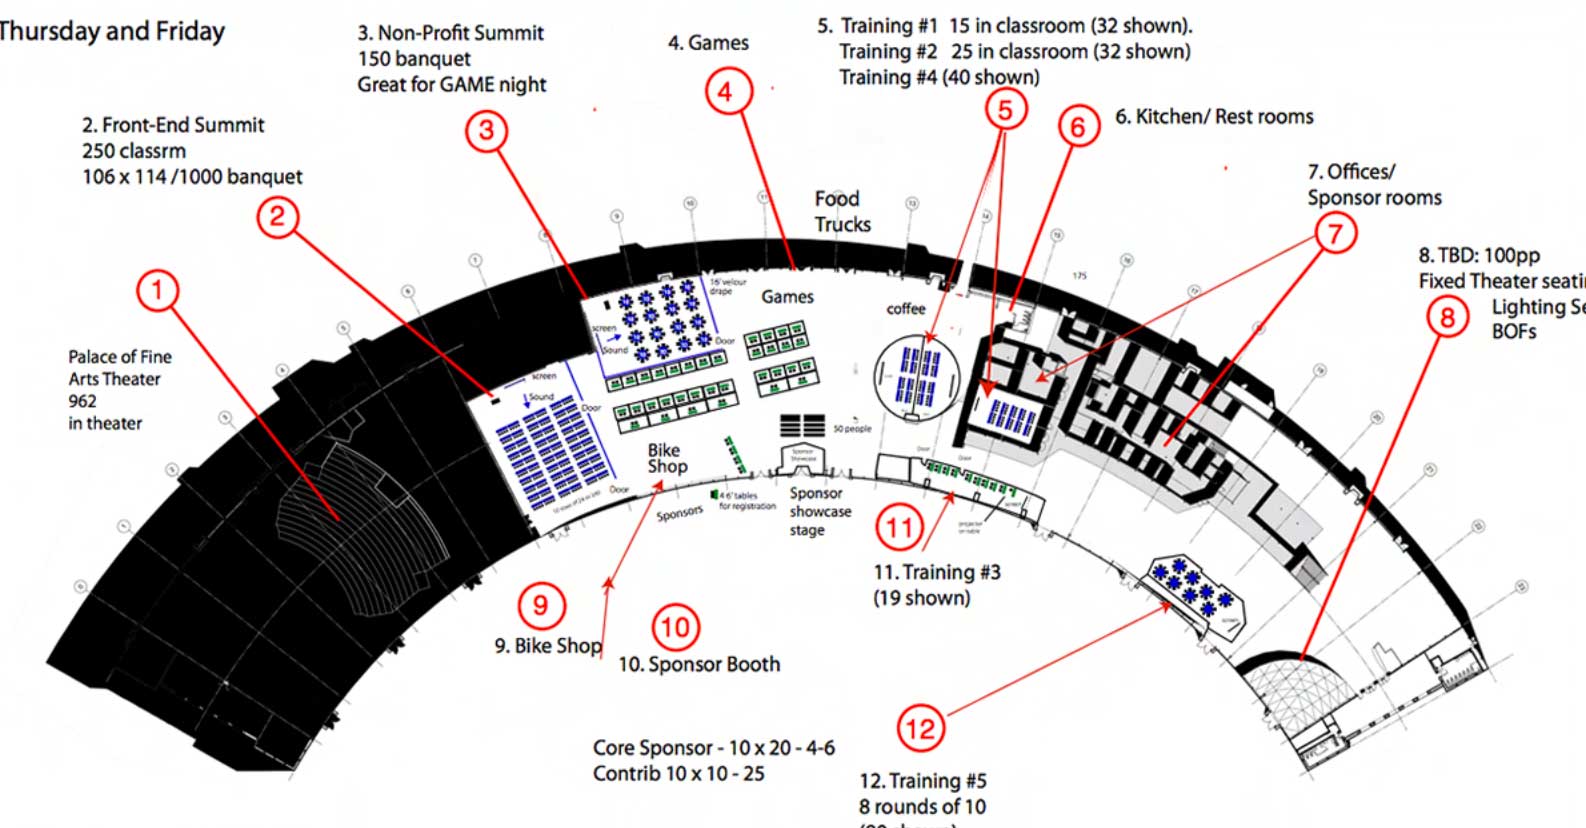 Thursday and Friday
3. Non-Profit Summit
150 banquet
Great for GAME night
4. Games
5. Training #1 15 in classroom (32 shown).
Training #2 25 in classroom (32 shown)
Training #4 (40 shown)
2. Front-End Summit
250 classrm
106 x 114 /1000 banquet
6. Kitchen/ Rest rooms
7. Offices/
Sponsor rooms
8. TBD: 100pp
Fixed Theater seati
Lighting Se
BOFs
1
2
3
4
5
6
7
8
Food
Trucks
175
Palace of Fine
Arts Theater
962
in theater
16' velour
drape
Games
coffee
screen
Sound
Door
screen
Sound
Door
Door
50 people
Bike
Shop
Sponsor
Showcase
Door
Door
Sponsors
4 6' tables
for registration
Sponsor
showcase
stage
screen
11
11. Training #3
(19 shown)
9
9. Bike Shop
10
10. Sponsor Booth
12
Core Sponsor - 10 x 20 - 4-6
Contrib 10 x 10 - 25
12. Training #5
8 rounds of 10